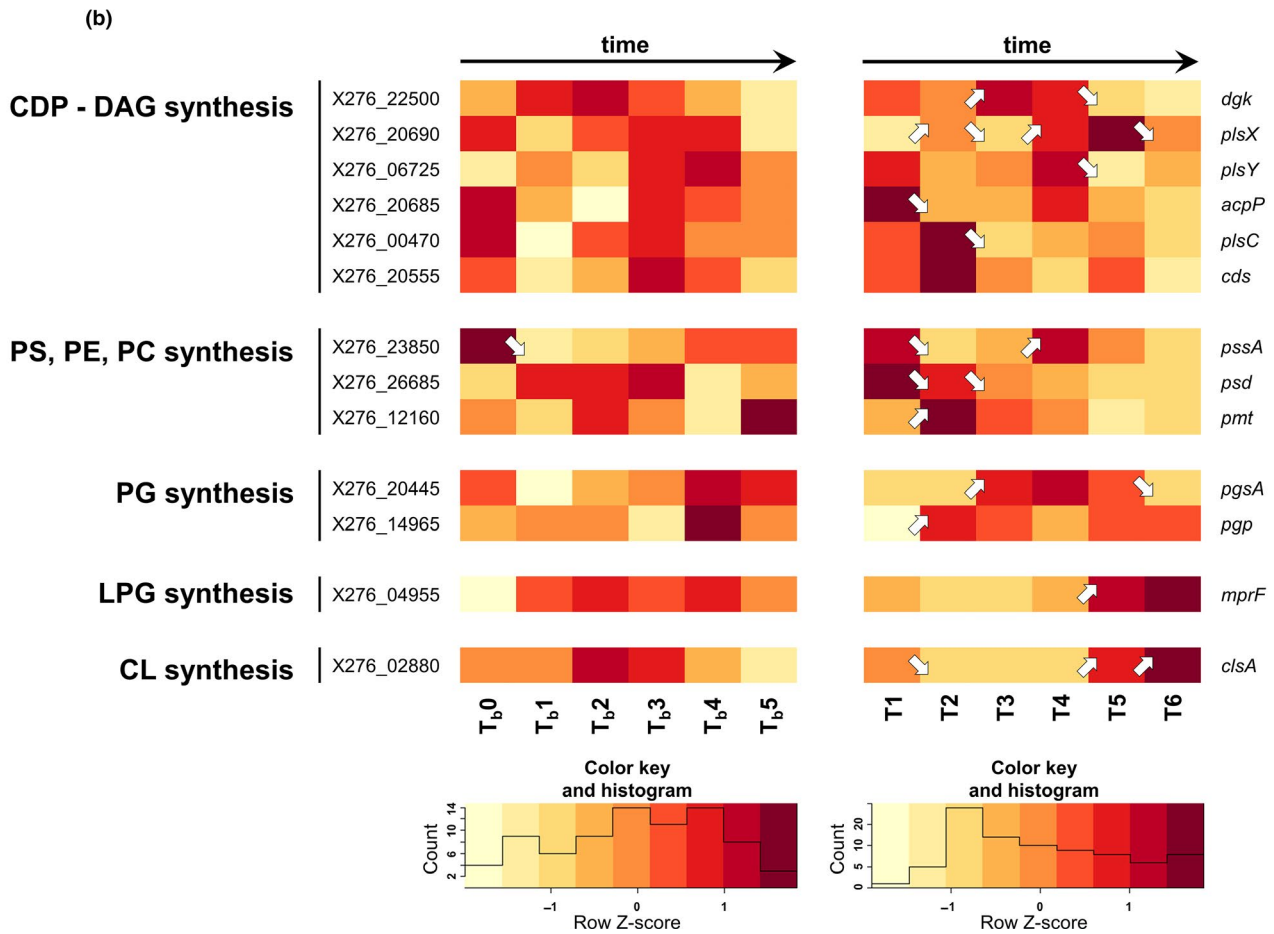 (b)
time time
CDP - DAG synthesis
X276_22500 dgk
X276_20690 plsX
X276_06725 plsY
X276_20685 acpP
X276_00470 plsC
X276_20555 cds
PS, PE, PC synthesis
X276_23850 pssA
X276_26685 psd
X276_12160 pmt
PG synthesis
X276_20445 pgsA
X276_14965 pgp
LPG synthesis
X276_04955 mprF
CL synthesis
X276_02880 clsA
Tb0 Tb1 Tb2 Tb3 Tb4 Tb5 T1 T2 T3 T4 T5 T6
Color key
and histogram
Count
14
10
6
2
–1 0 1
Row Z-score
Color key
and histogram
Count
20
5
0
–1 0 1
Row Z-score